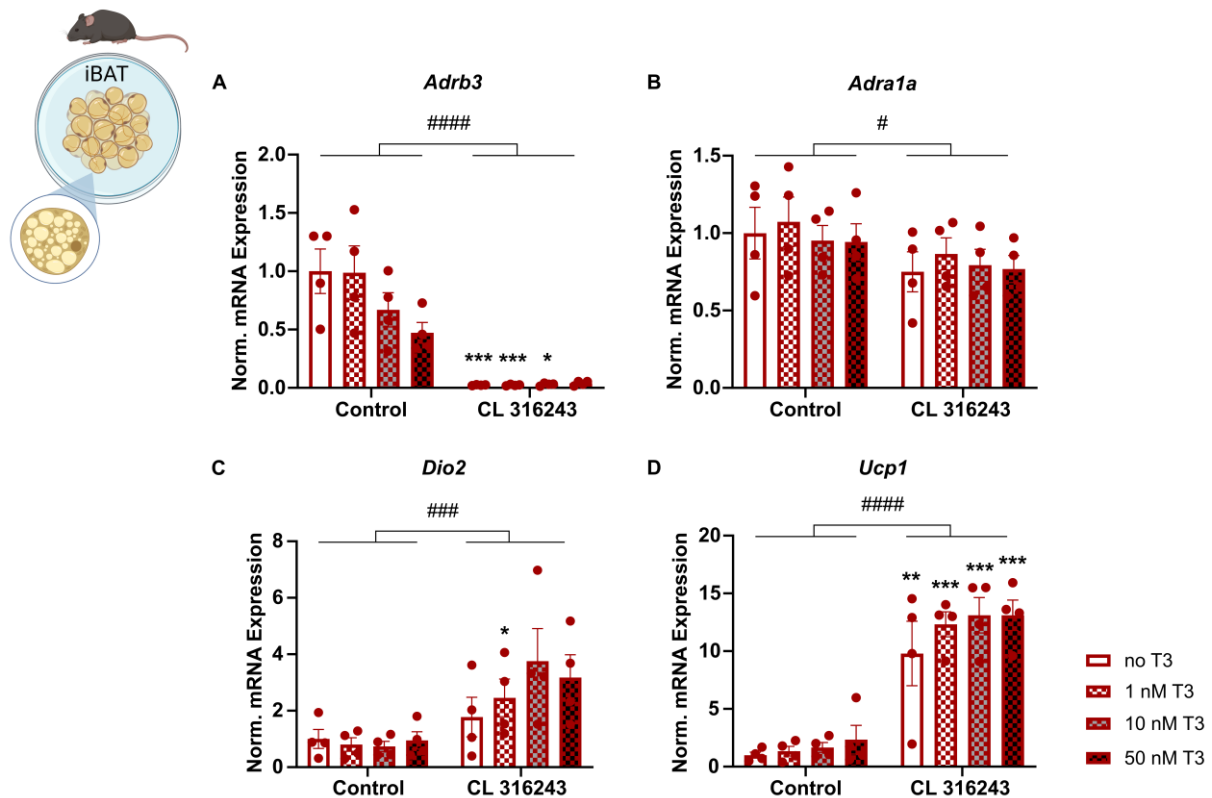 iBAT
A
Adrb3
####
Norm. mRNA Expression
2.0
1.5
1.0
0.5
0.0
*** *** *
Control CL 316243
B
Adra1a
#
Norm. mRNA Expression
1.5
1.0
0.5
0.0
Control CL 316243
C
Dio2
###
Norm. mRNA Expression
8
6
4
2
0
*
Control CL 316243
D
Ucp1
####
Norm. mRNA Expression
20
15
10
5
0
** *** *** ***
Control CL 316243
no T3
1 nM T3
10 nM T3
50 nM T3